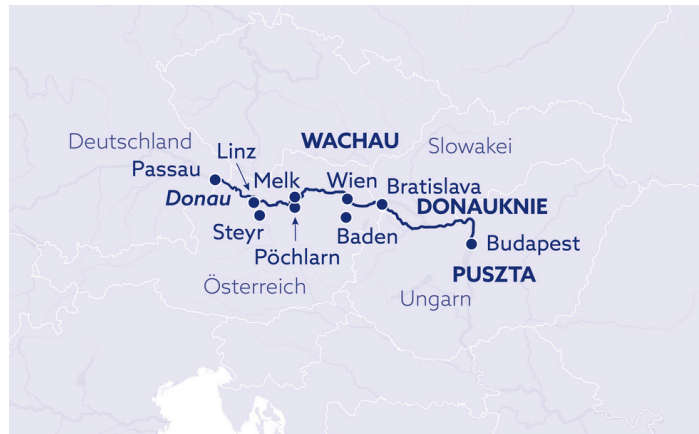 Deutschland
WACHAU
Slowakei
Linz
Passau
Melk
Wien
Bratislava
Donau
DONAUKNIE
Steyr
Baden
Budapest
Pöchlarn
PUSZTA
Österreich
Ungarn